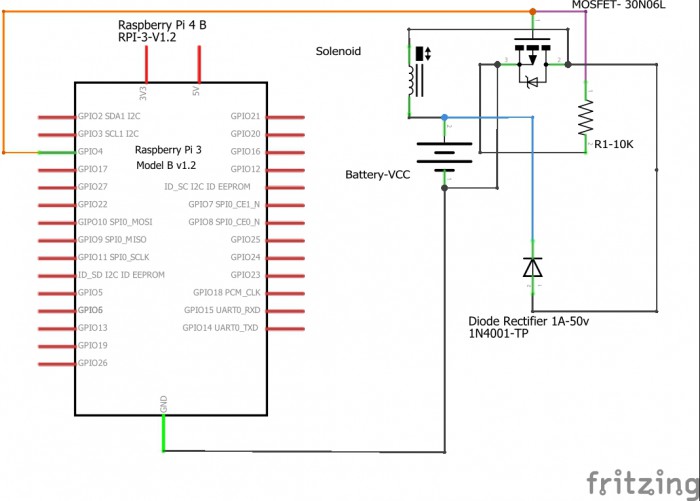 MOSFET- 30N06L
Raspberry Pi 4 B
RPI-3-V1.2
Solenoid
3V3
5V
GPIO2 SDA1 I2C
GPIO21
GPIO3 SCL1 I2C
GPIO20
GPIO4
Raspberry Pi 3
GPIO16
Model B v1.2
GPIO17
GPIO12
R1-10K
GPIO27
ID_SC I2C ID EEPROM
Battery-VCC
GPIO22
GPIO7 SPI0_CE1_N
GIPO10 SPI0_MOSI
GPIO8 SPI0_CE0_N
GPIO9 SPI0_MISO
GPIO25
GPIO11 SPI0_SCLK
GPIO24
ID_SD I2C ID EEPROM
GPIO23
GPIO5
GPIO18 PCM_CLK
GPIO6
GPIO15 UART0_RXD
GPIO13
GPIO14 UART0_TXD
Diode Rectifier 1A-50v
1N4001-TP
GPIO19
GPIO26
GND
fritzing